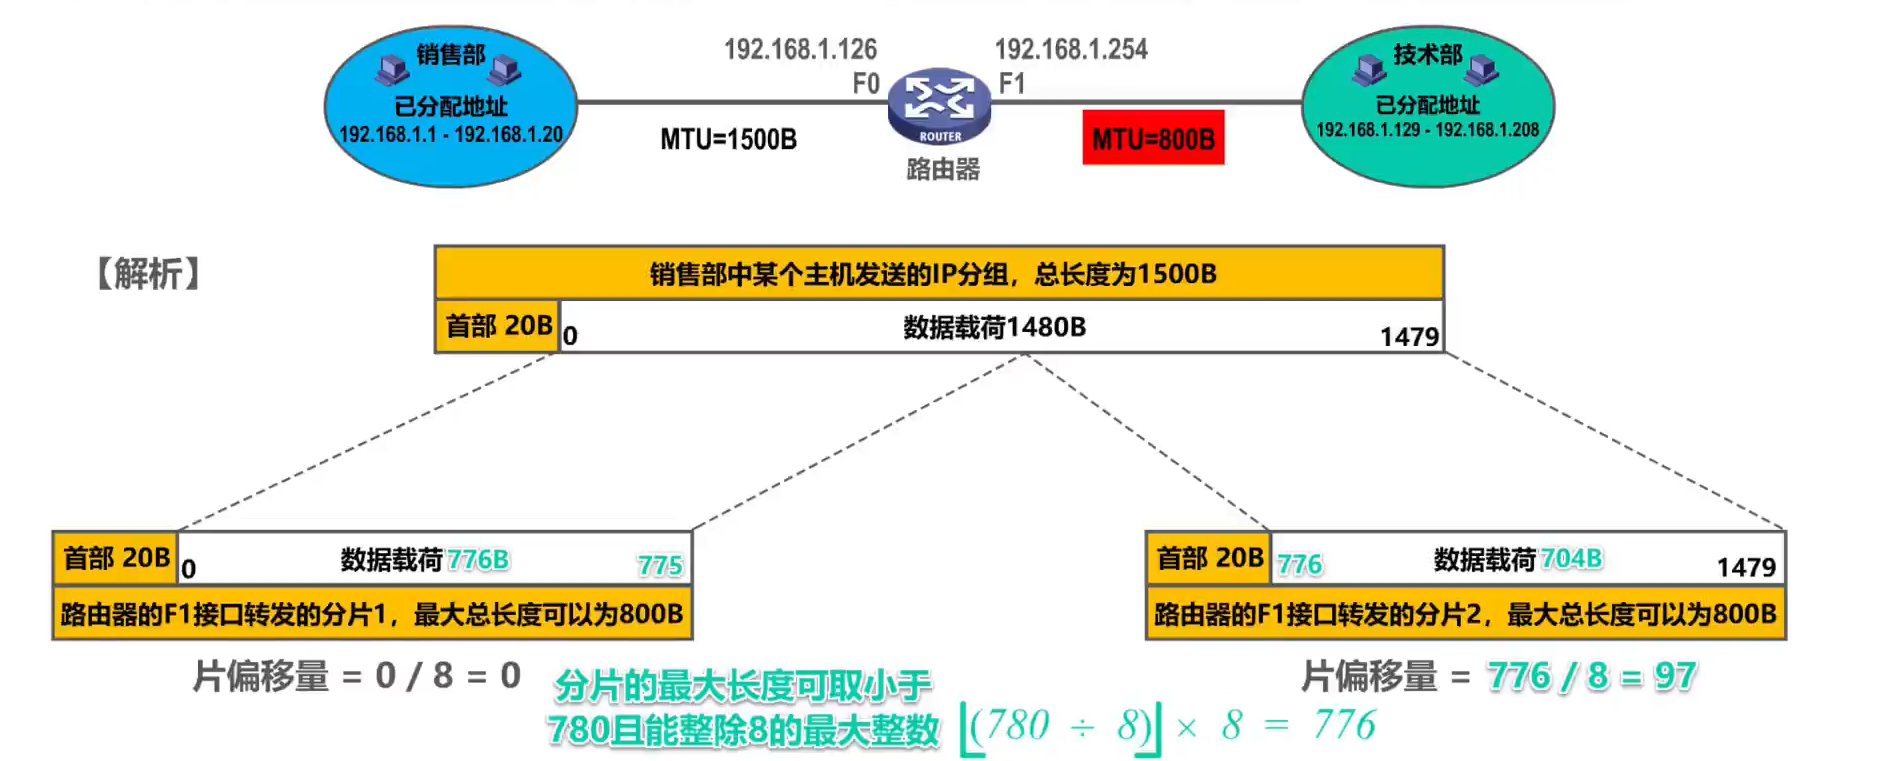 192.168.1.126
192.168.1.254
销售部
F0
F1
技术部
已分配地址
192.168.1.1 - 192.168.1.20
MTU=1500B
ROUTER
路由器
MTU=800B
已分配地址
192.168.1.129 - 192.168.1.208
【解析】
销售部中某个主机发送的IP分组，总长度为1500B
首部 20B
0
数据载荷1480B
1479
首部 20B
0
数据载荷776B
775
路由器的F1接口转发的分片1，最大总长度可以为800B
片偏移量 = 0 / 8 = 0
首部 20B
776
数据载荷704B
1479
路由器的F1接口转发的分片2，最大总长度可以为800B
片偏移量 = 776 / 8 = 97
分片的最大长度可取小于
780且能整除8的最大整数
⌊(780 ÷ 8)⌋ × 8 = 776